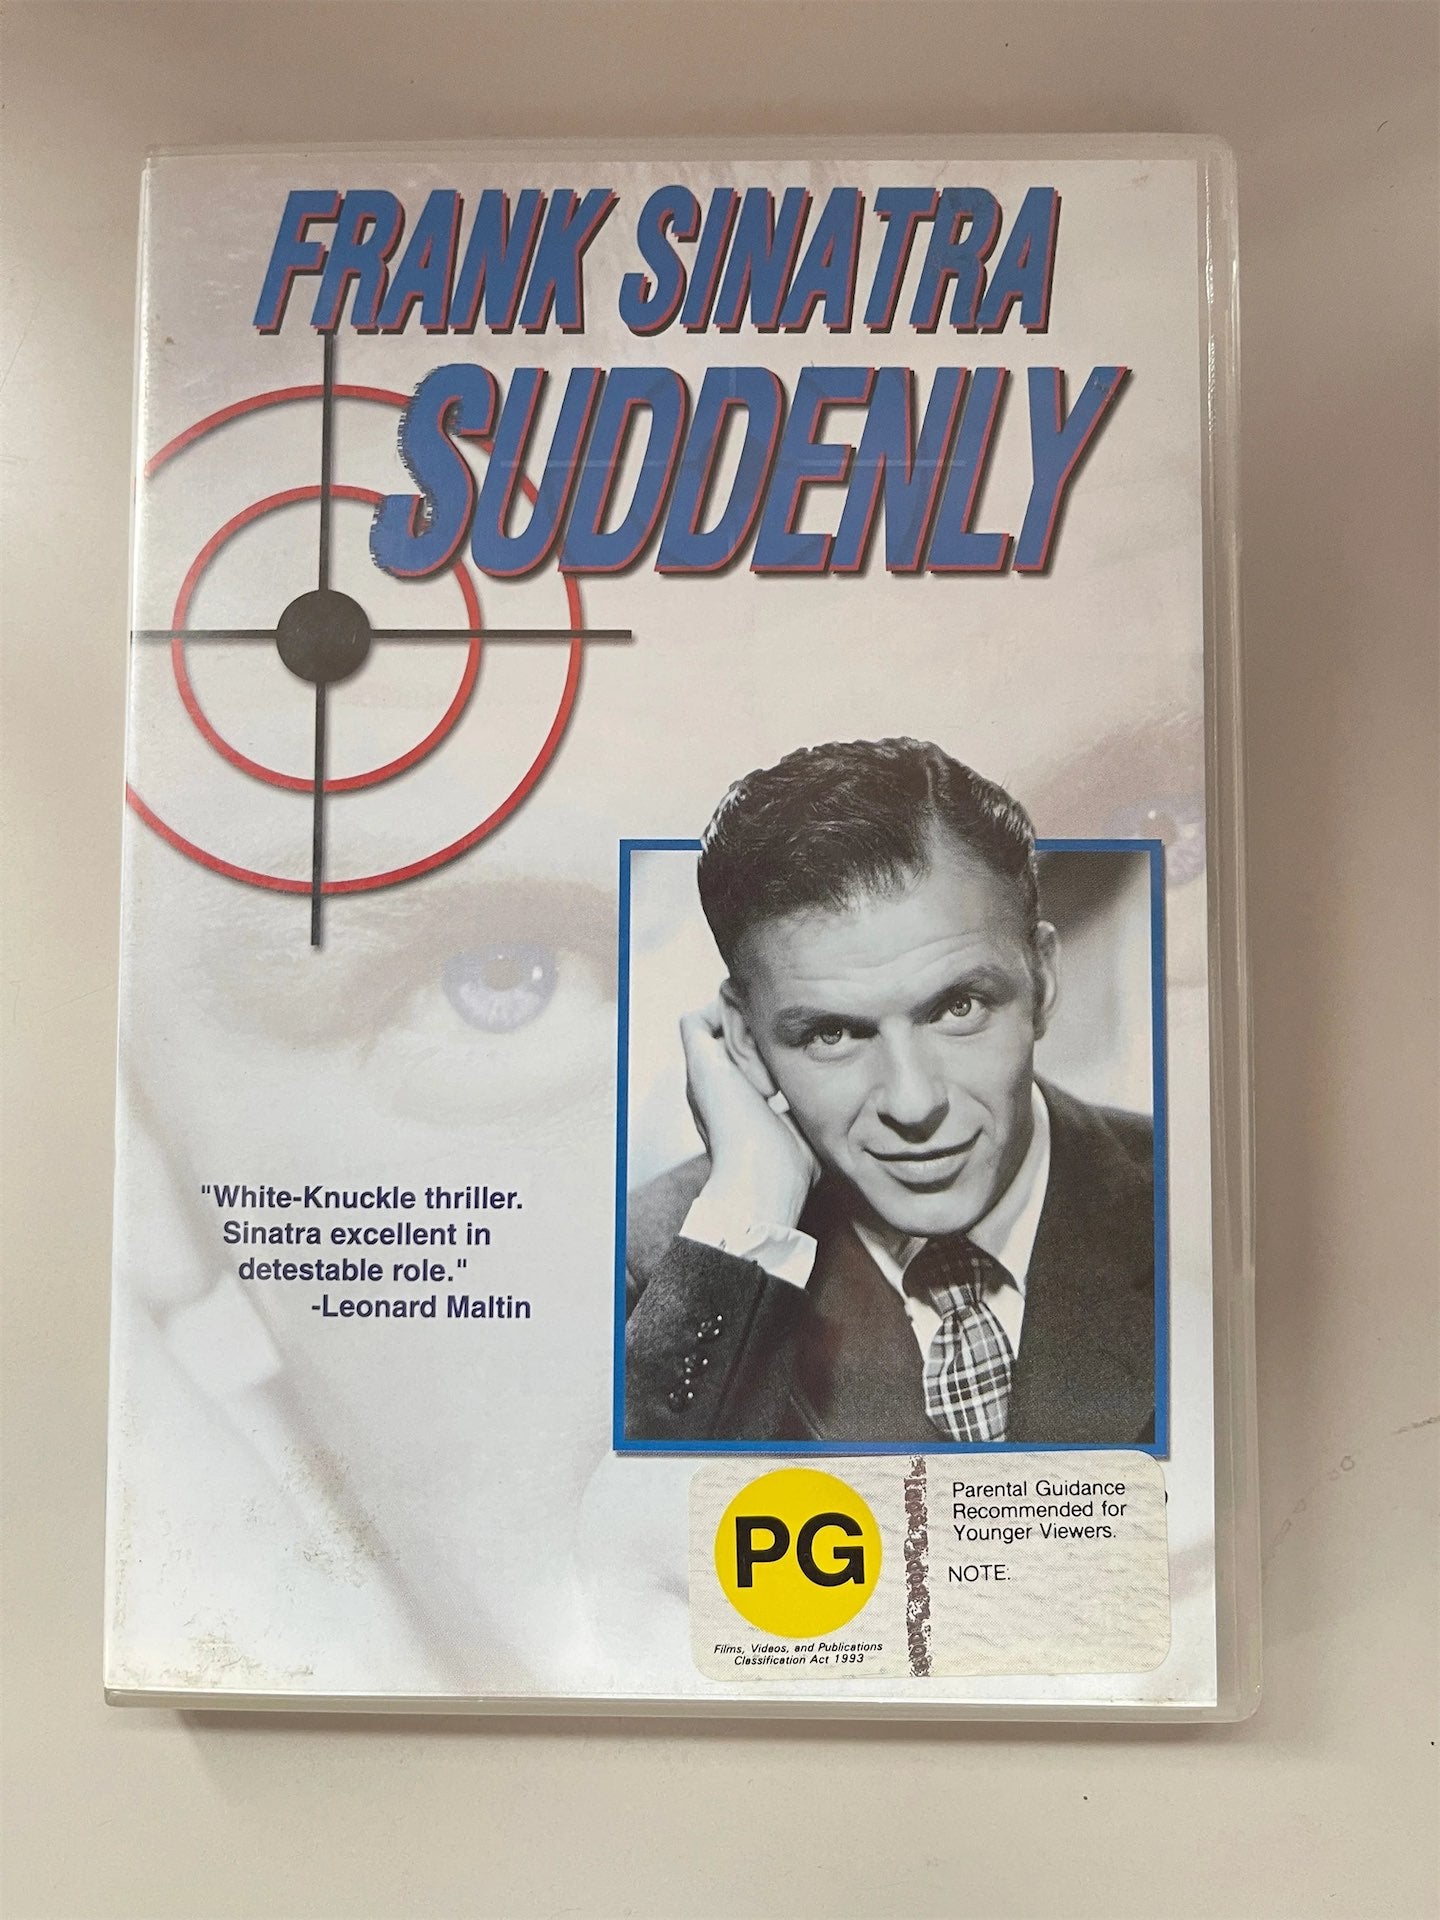 FRANK SINATRA
SUDDENLY
"White-Knuckle thriller.
Sinatra excellent in
detestable role."
-Leonard Maltin
PG
Films, Videos, and Publications
Classification Act 1993
Parental Guidance
Recommended for
Younger Viewers.
NOTE: